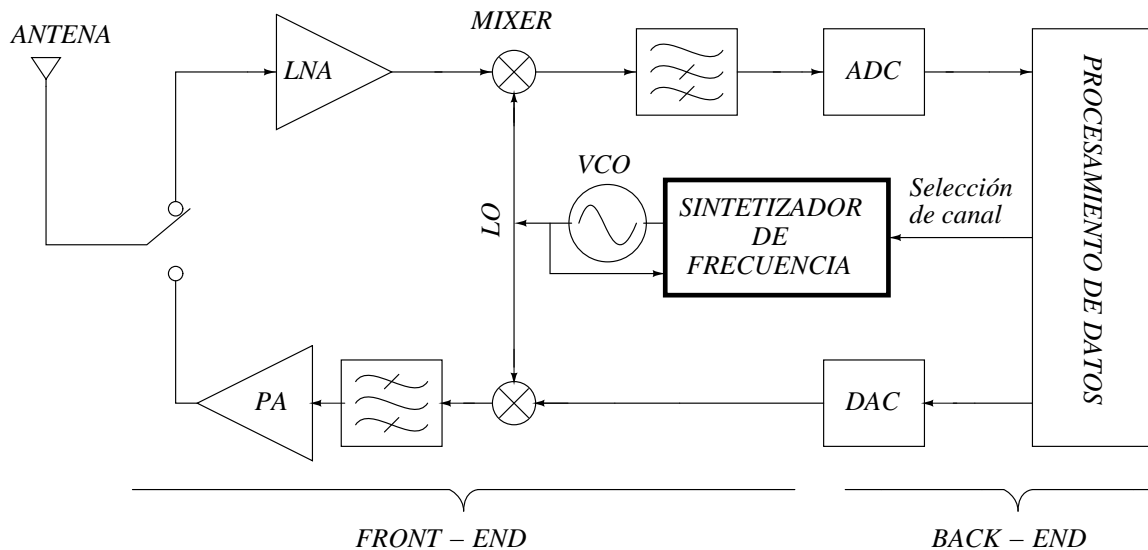 MIXER
ANTENA
LNA
ADC
PROCESAMIENTO DE DATOS
VCO
Selección
de canal
SINTETIZADOR
DE
FRECUENCIA
LO
PA
DAC
FRONT – END
BACK – END